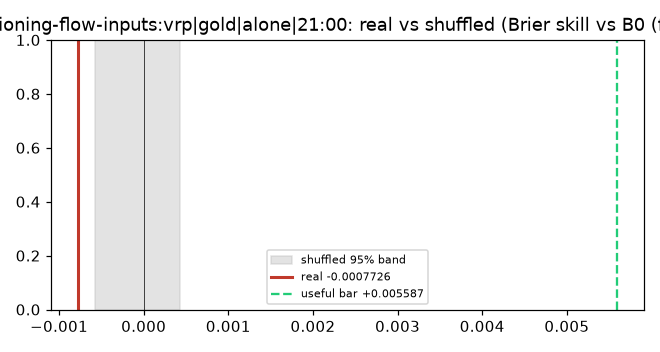 ioning-flow-inputs:vrp|gold|alone|21:00: real vs shuffled (Brier skill vs B0 (
1.0
0.8
0.6
0.4
0.2
0.0
shuffled 95% band
real -0.0007726
useful bar +0.005587
−0.001 0.000 0.001 0.002 0.003 0.004 0.005